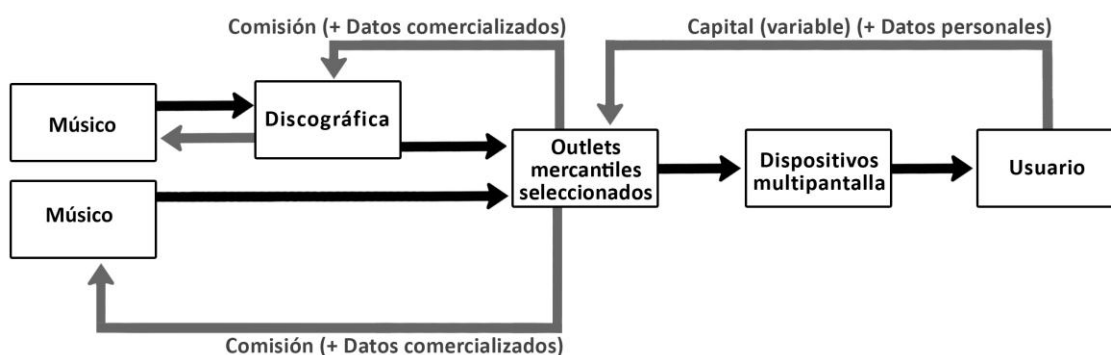 Comisión (+ Datos comercializados)
Capital (variable) (+ Datos personales)
Músico
Discográfica
Outlets
mercantiles
seleccionados
Dispositivos
multipantalla
Usuario
Músico
Comisión (+ Datos comercializados)